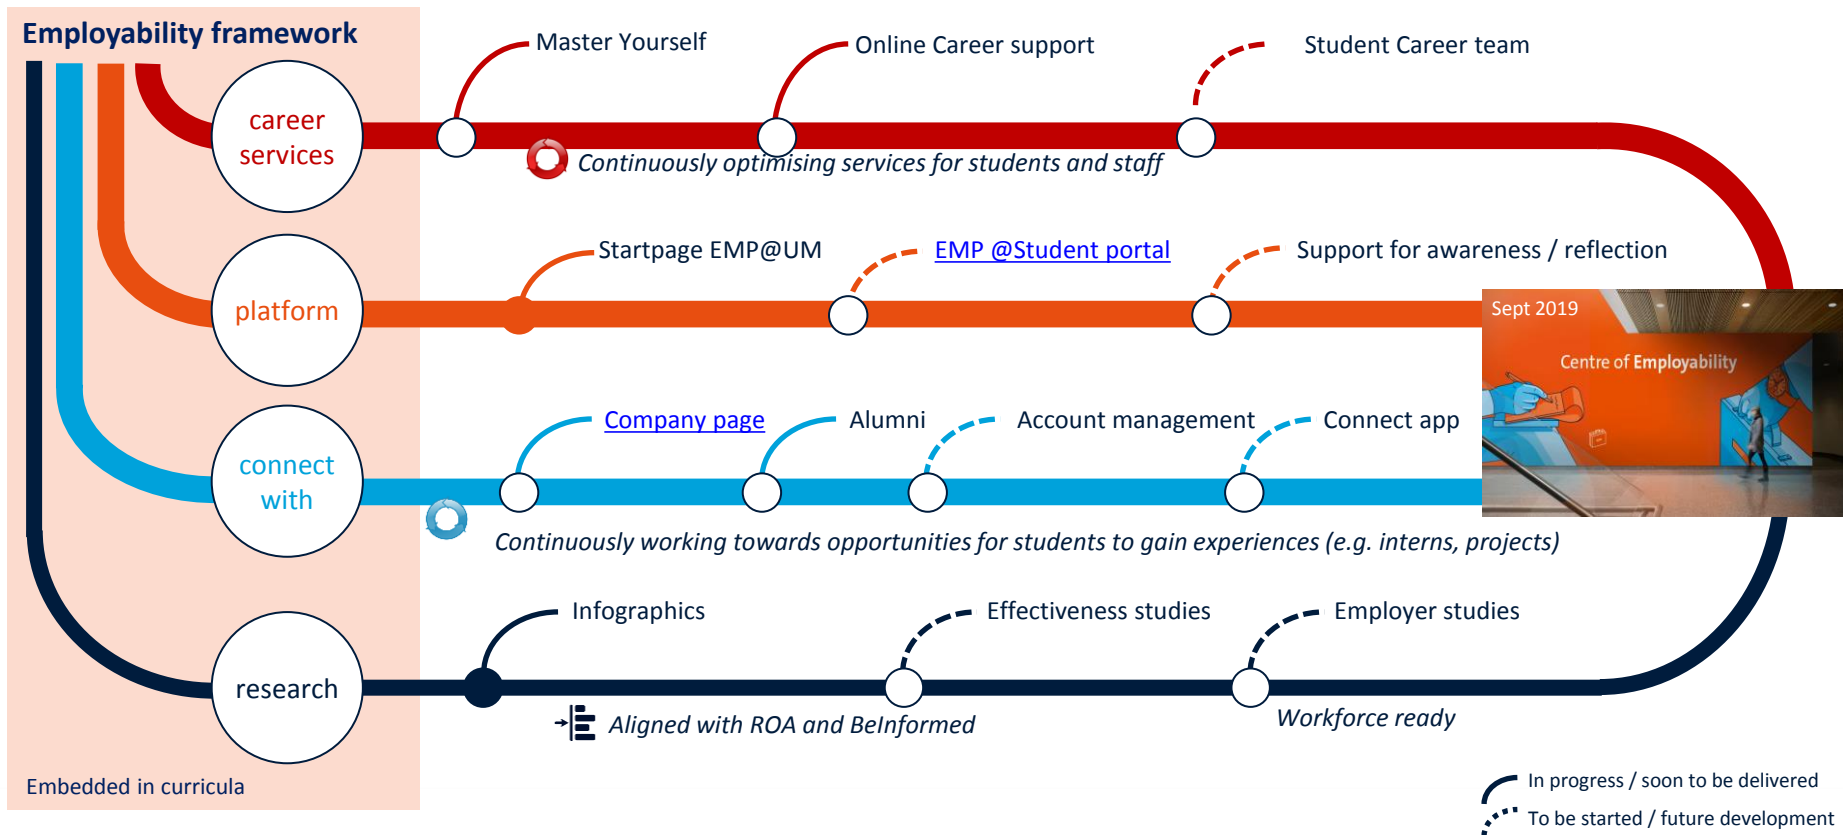 Employability framework
Master Yourself
Online Career support
Student Career team
career
services
Continuously optimising services for students and staff
Startpage EMP@UM
EMP @Student portal
Support for awareness / reflection
platform
Sept 2019
Centre of Employability
Company page
Alumni
Account management
Connect app
connect
with
Continuously working towards opportunities for students to gain experiences (e.g. interns, projects)
Infographics
Effectiveness studies
Employer studies
research
Aligned with ROA and BeInformed
Workforce ready
Embedded in curricula
In progress / soon to be delivered
To be started / future development